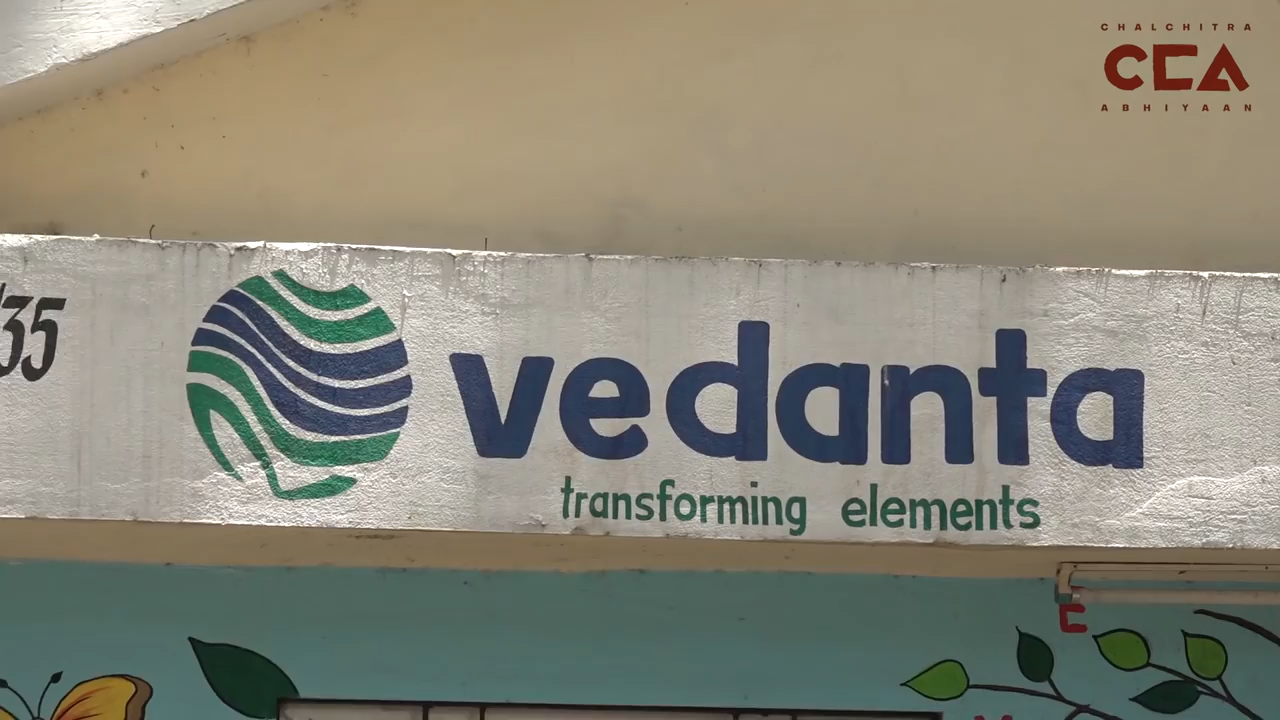 CHALCHITRA
CCA
ABHIYAAN
35
vedanta
transforming elements
C